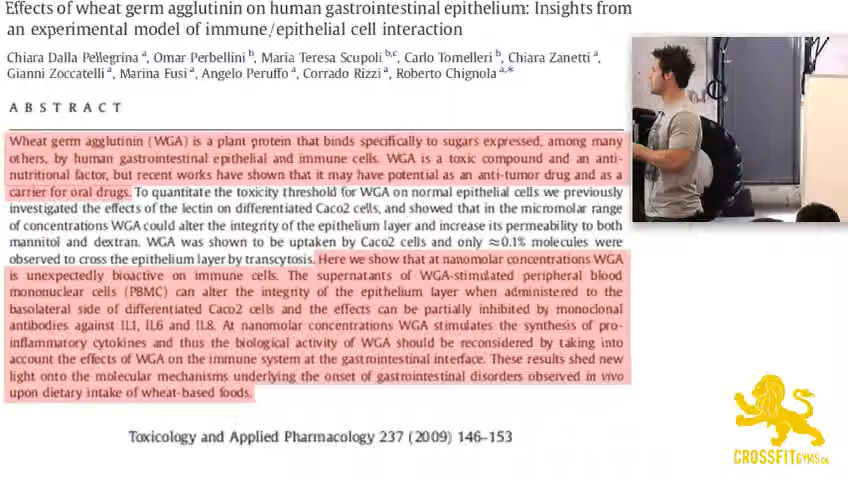 Effects of wheat germ agglutinin on human gastrointestinal epithelium: Insights from
an experimental model of immune/epithelial cell interaction
Chiara Dalla Pellegrina a, Omar Perbellini b, Maria Teresa Scupoli b,c, Carlo Tomelleri b, Chiara Zanetti a,
Gianni Zoccatelli a, Marina Fusi a, Angelo Peruffo a, Corrado Rizzi a, Roberto Chignola a,*
ABSTRACT
Wheat germ agglutinin (WGA) is a plant protein that binds specifically to sugars expressed, among many
others, by human gastrointestinal epithelial and immune cells. WGA is a toxic compound and an anti-
nutritional factor, but recent works have shown that it may have potential as an anti-tumor drug and as a
carrier for oral drugs. To quantitate the toxicity threshold for WGA on normal epithelial cells we previously
investigated the effects of the lectin on differentiated Caco2 cells, and showed that in the micromolar range
of concentrations WGA could alter the integrity of the epithelium layer and increase its permeability to both
mannitol and dextran. WGA was shown to be uptaken by Caco2 cells and only ≈0.1% molecules were
observed to cross the epithelium layer by transcytosis. Here we show that at nanomolar concentrations WGA
is unexpectedly bioactive on immune cells. The supernatants of WGA-stimulated peripheral blood
mononuclear cells (PBMC) can alter the integrity of the epithelium layer when administered to the
basolateral side of differentiated Caco2 cells and the effects can be partially inhibited by monoclonal
antibodies against IL1, IL6 and IL8. At nanomolar concentrations WGA stimulates the synthesis of pro-
inflammatory cytokines and thus the biological activity of WGA should be reconsidered by taking into
account the effects of WGA on the immune system at the gastrointestinal interface. These results shed new
light onto the molecular mechanisms underlying the onset of gastrointestinal disorders observed in vivo
upon dietary intake of wheat-based foods.
Toxicology and Applied Pharmacology 237 (2009) 146–153
CROSSFITGYMS.CA